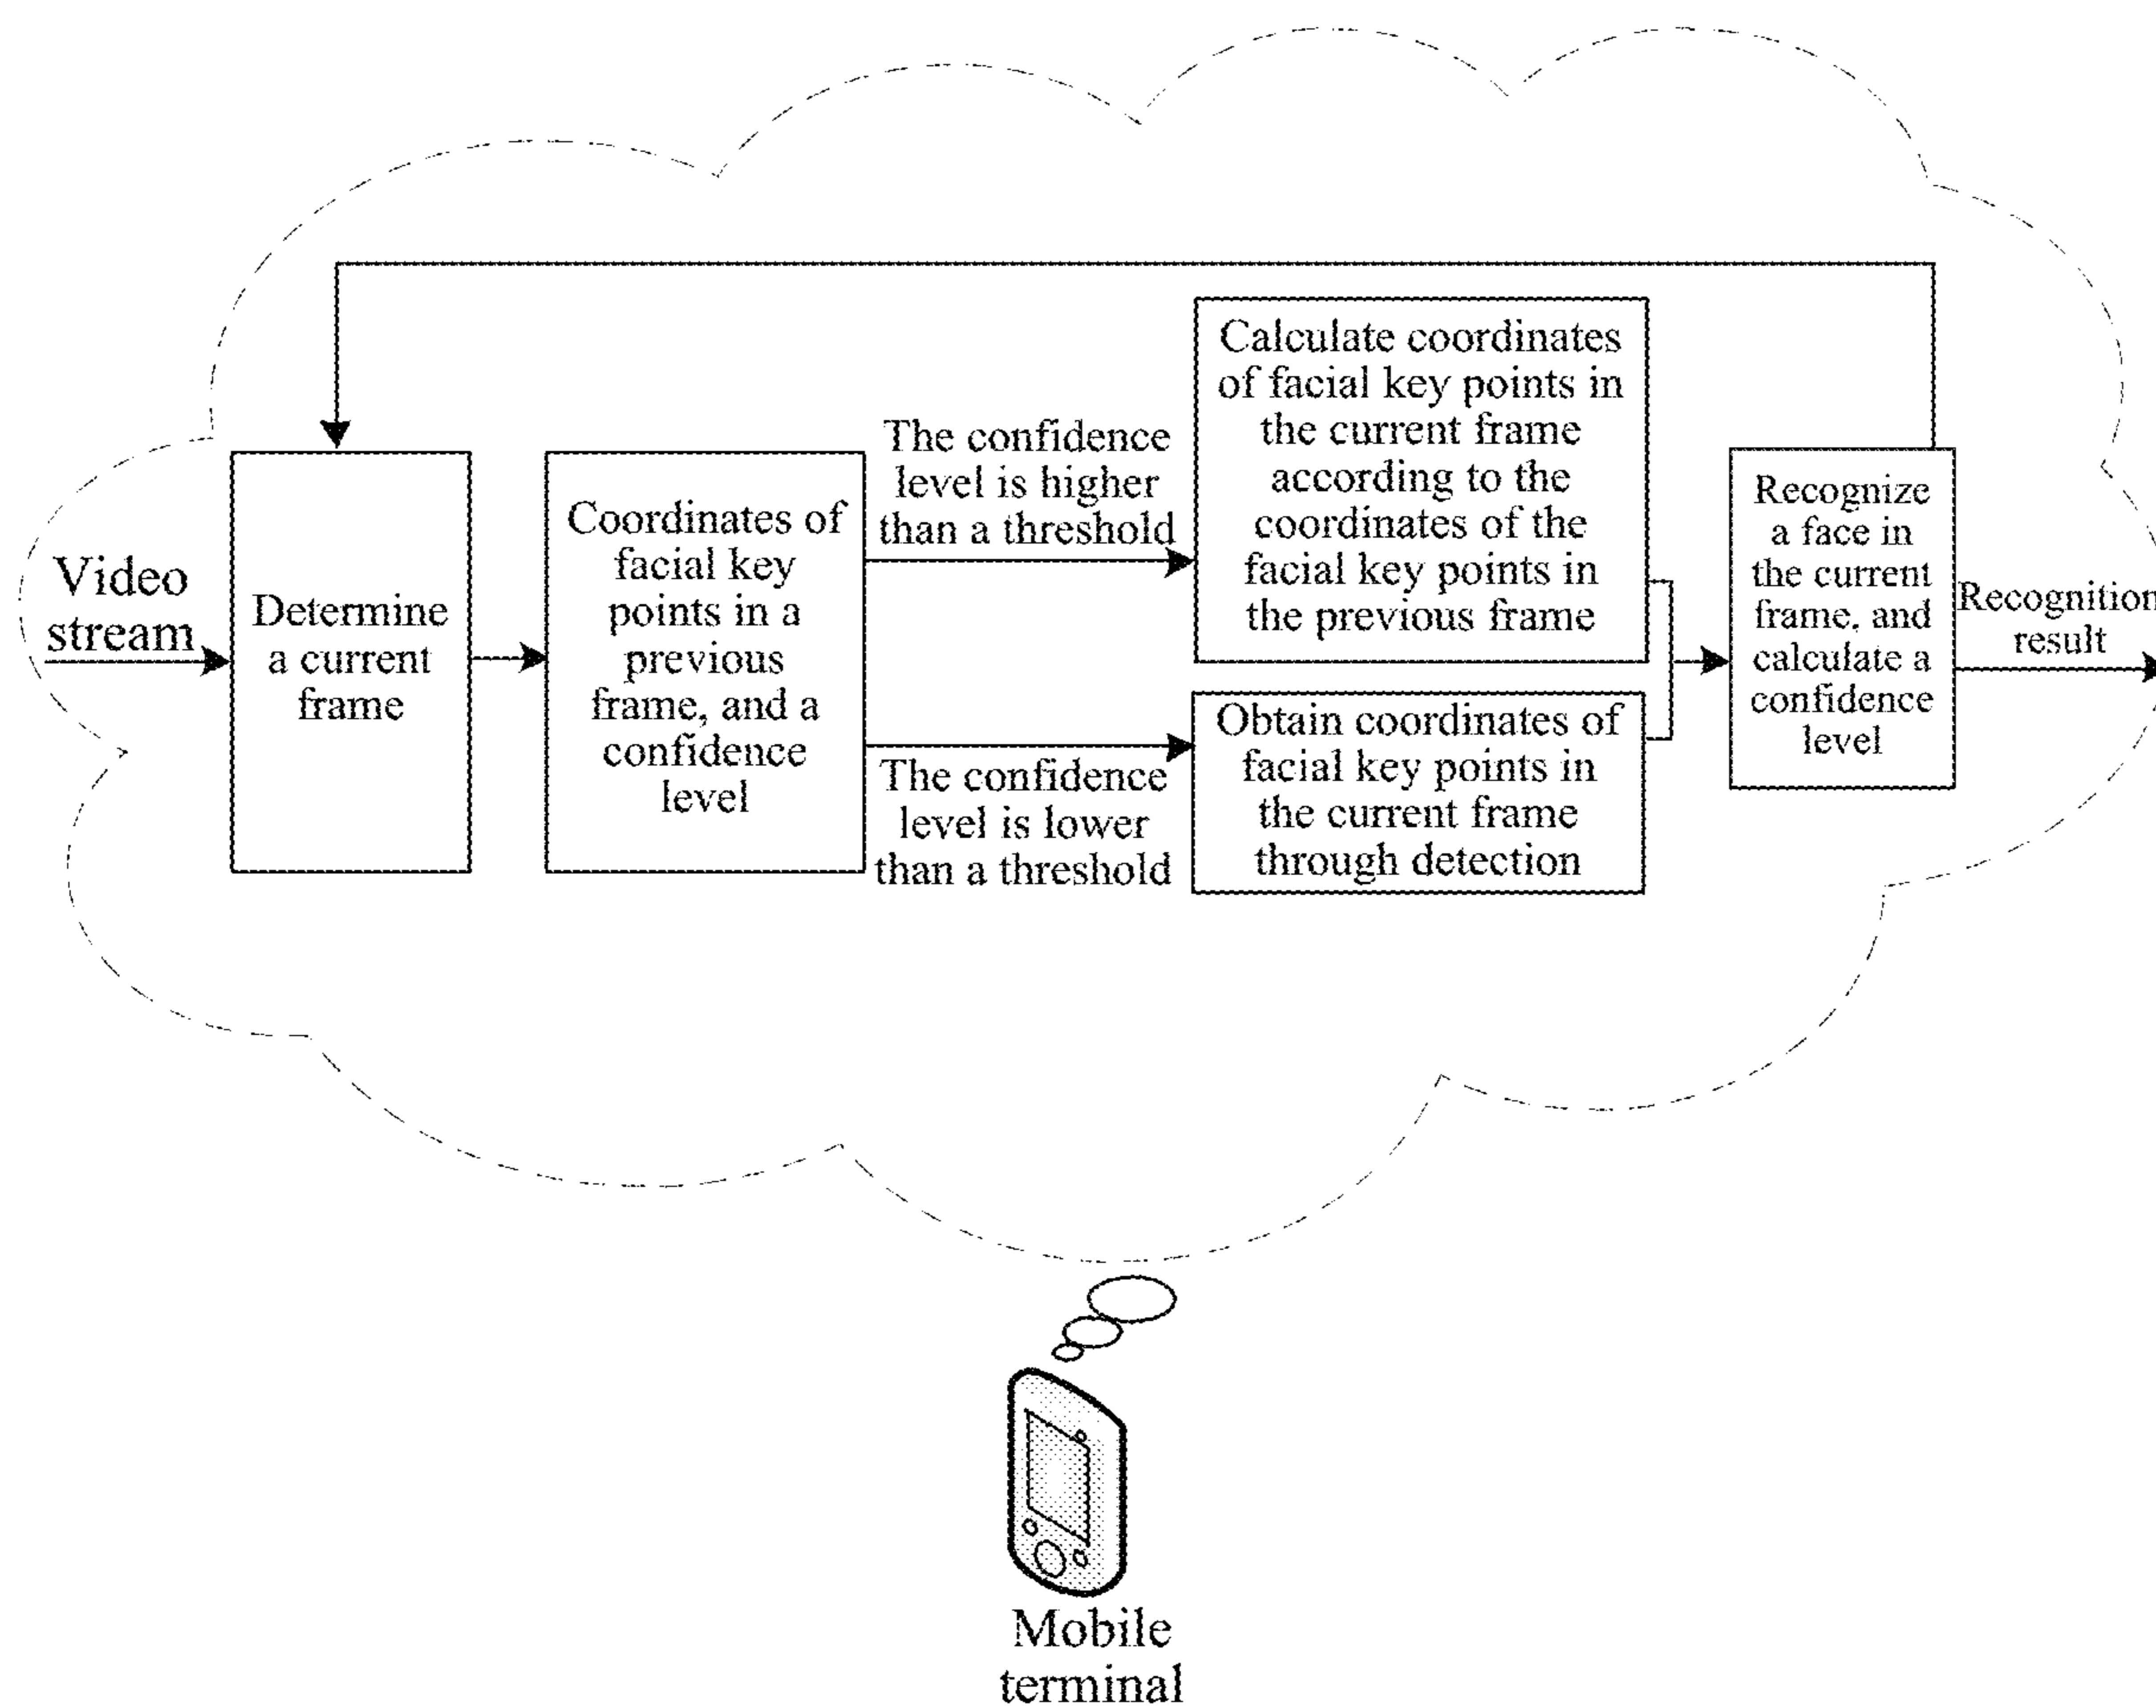 Video
stream
Determine
a current
frame
Coordinates of
facial key
points in a
previous
frame, and a
confidence
level
The confidence
level is higher
than a threshold
The confidence
level is lower
than a threshold
Calculate coordinates
of facial key points in
the current frame
according to the
coordinates of the
facial key points in
the previous frame
Obtain coordinates of
facial key points in
the current frame
through detection
Recognize
a face in
the current
frame, and
calculate a
confidence
level
Recognition
result
Mobile
terminal